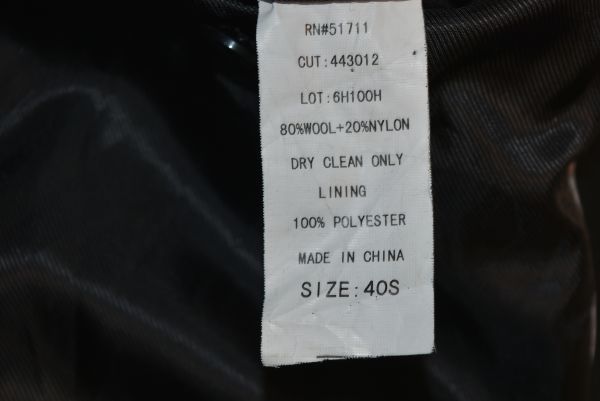 RN#51711
CUT:443012
LOT:6H100H
80%WOOL+20%NYLON
DRY CLEAN ONLY
LINING
100% POLYESTER
MADE IN CHINA
SIZE:40S